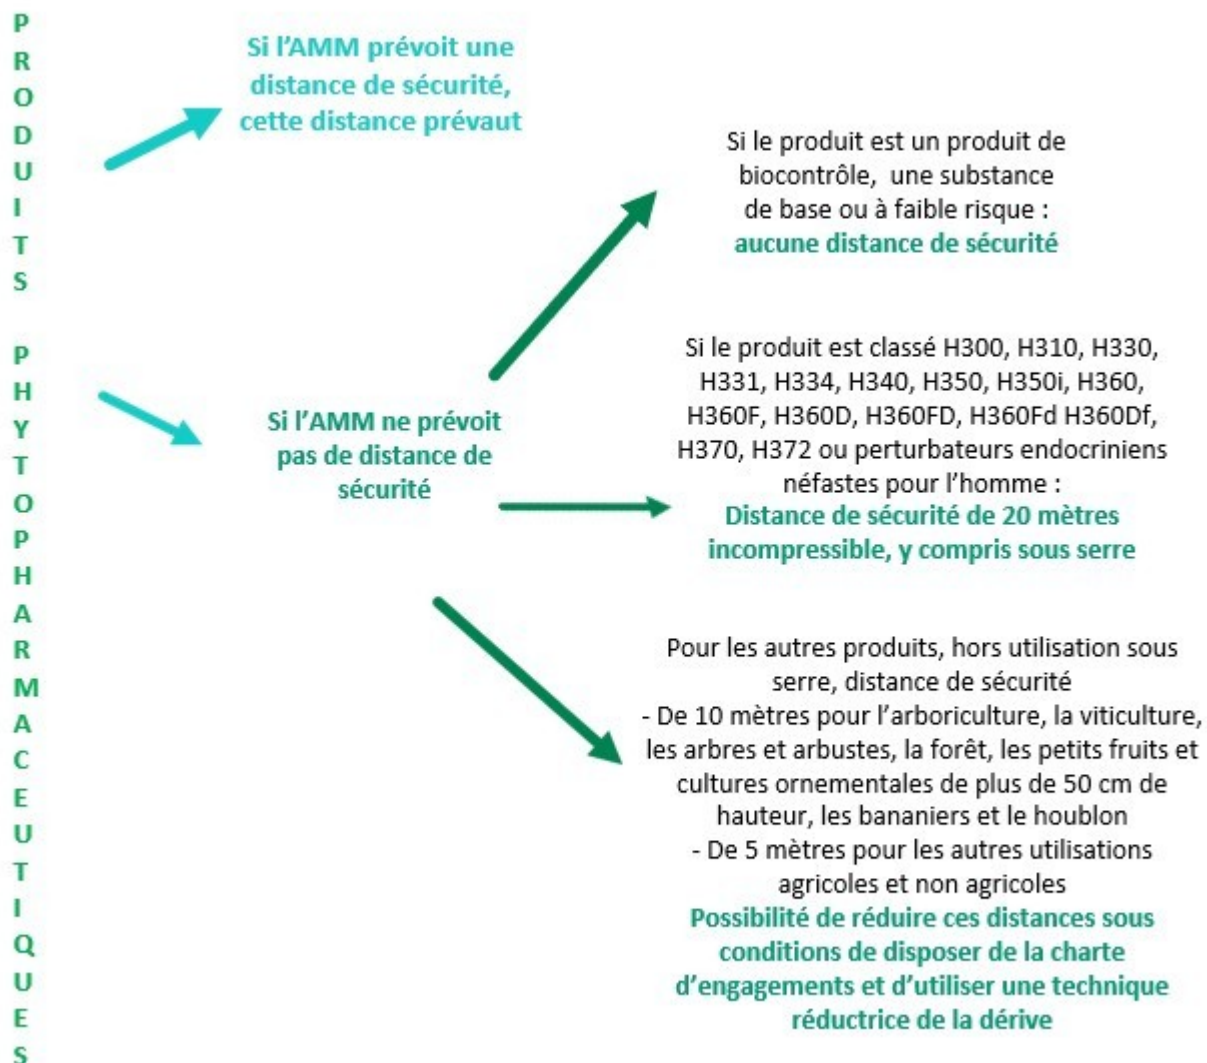 PRODUITS PHYTOPHARMACEUTIQUES
Si l'AMM prévoit une
distance de sécurité,
cette distance prévaut
Si l'AMM ne prévoit
pas de distance de
sécurité
Si le produit est un produit de
biocontrôle, une substance
de base ou à faible risque :
aucune distance de sécurité
Si le produit est classé H300, H310, H330,
H331, H334, H340, H350, H350i, H360,
H360F, H360D, H360FD, H360Fd H360Df,
H370, H372 ou perturbateurs endocriniens
néfastes pour l'homme :
Distance de sécurité de 20 mètres
incompressible, y compris sous serre
Pour les autres produits, hors utilisation sous
serre, distance de sécurité
- De 10 mètres pour l'arboriculture, la viticulture,
les arbres et arbustes, la forêt, les petits fruits et
cultures ornementales de plus de 50 cm de
hauteur, les bananiers et le houblon
- De 5 mètres pour les autres utilisations
agricoles et non agricoles
Possibilité de réduire ces distances sous
conditions de disposer de la charte
d'engagements et d'utiliser une technique
réductrice de la dérive